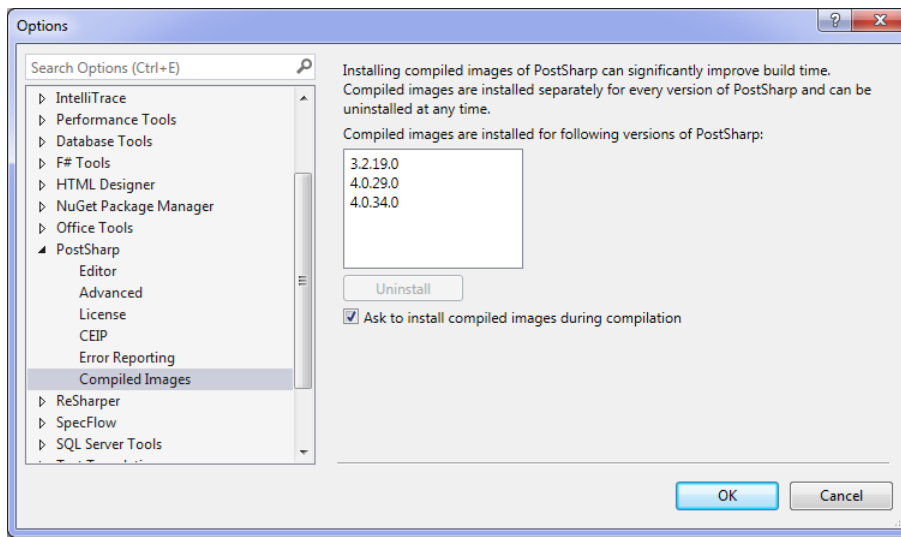 Options
Search Options (Ctrl+E)
IntelliTrace
Performance Tools
Database Tools
F# Tools
HTML Designer
NuGet Package Manager
Office Tools
PostSharp
Editor
Advanced
License
CEIP
Error Reporting
Compiled Images
ReSharper
SpecFlow
SQL Server Tools
Installing compiled images of PostSharp can significantly improve build time.
Compiled images are installed separately for every version of PostSharp and can be
uninstalled at any time.
Compiled images are installed for following versions of PostSharp:
3.2.19.0
4.0.29.0
4.0.34.0
Uninstall
Ask to install compiled images during compilation
OK
Cancel